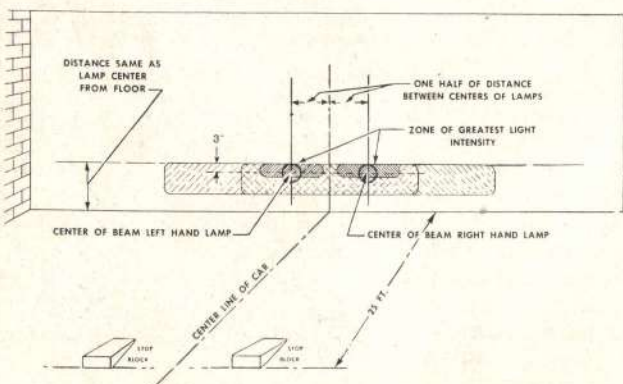 DISTANCE SAME AS
LAMP CENTER
FROM FLOOR
ONE HALF OF DISTANCE
BETWEEN CENTERS OF LAMPS
ZONE OF GREATEST LIGHT
INTENSITY
3"
CENTER OF BEAM LEFT HAND LAMP
CENTER OF BEAM RIGHT HAND LAMP
CENTER LINE OF CAR
25 FT.
STOP
BLOCK
STOP
BLOCK